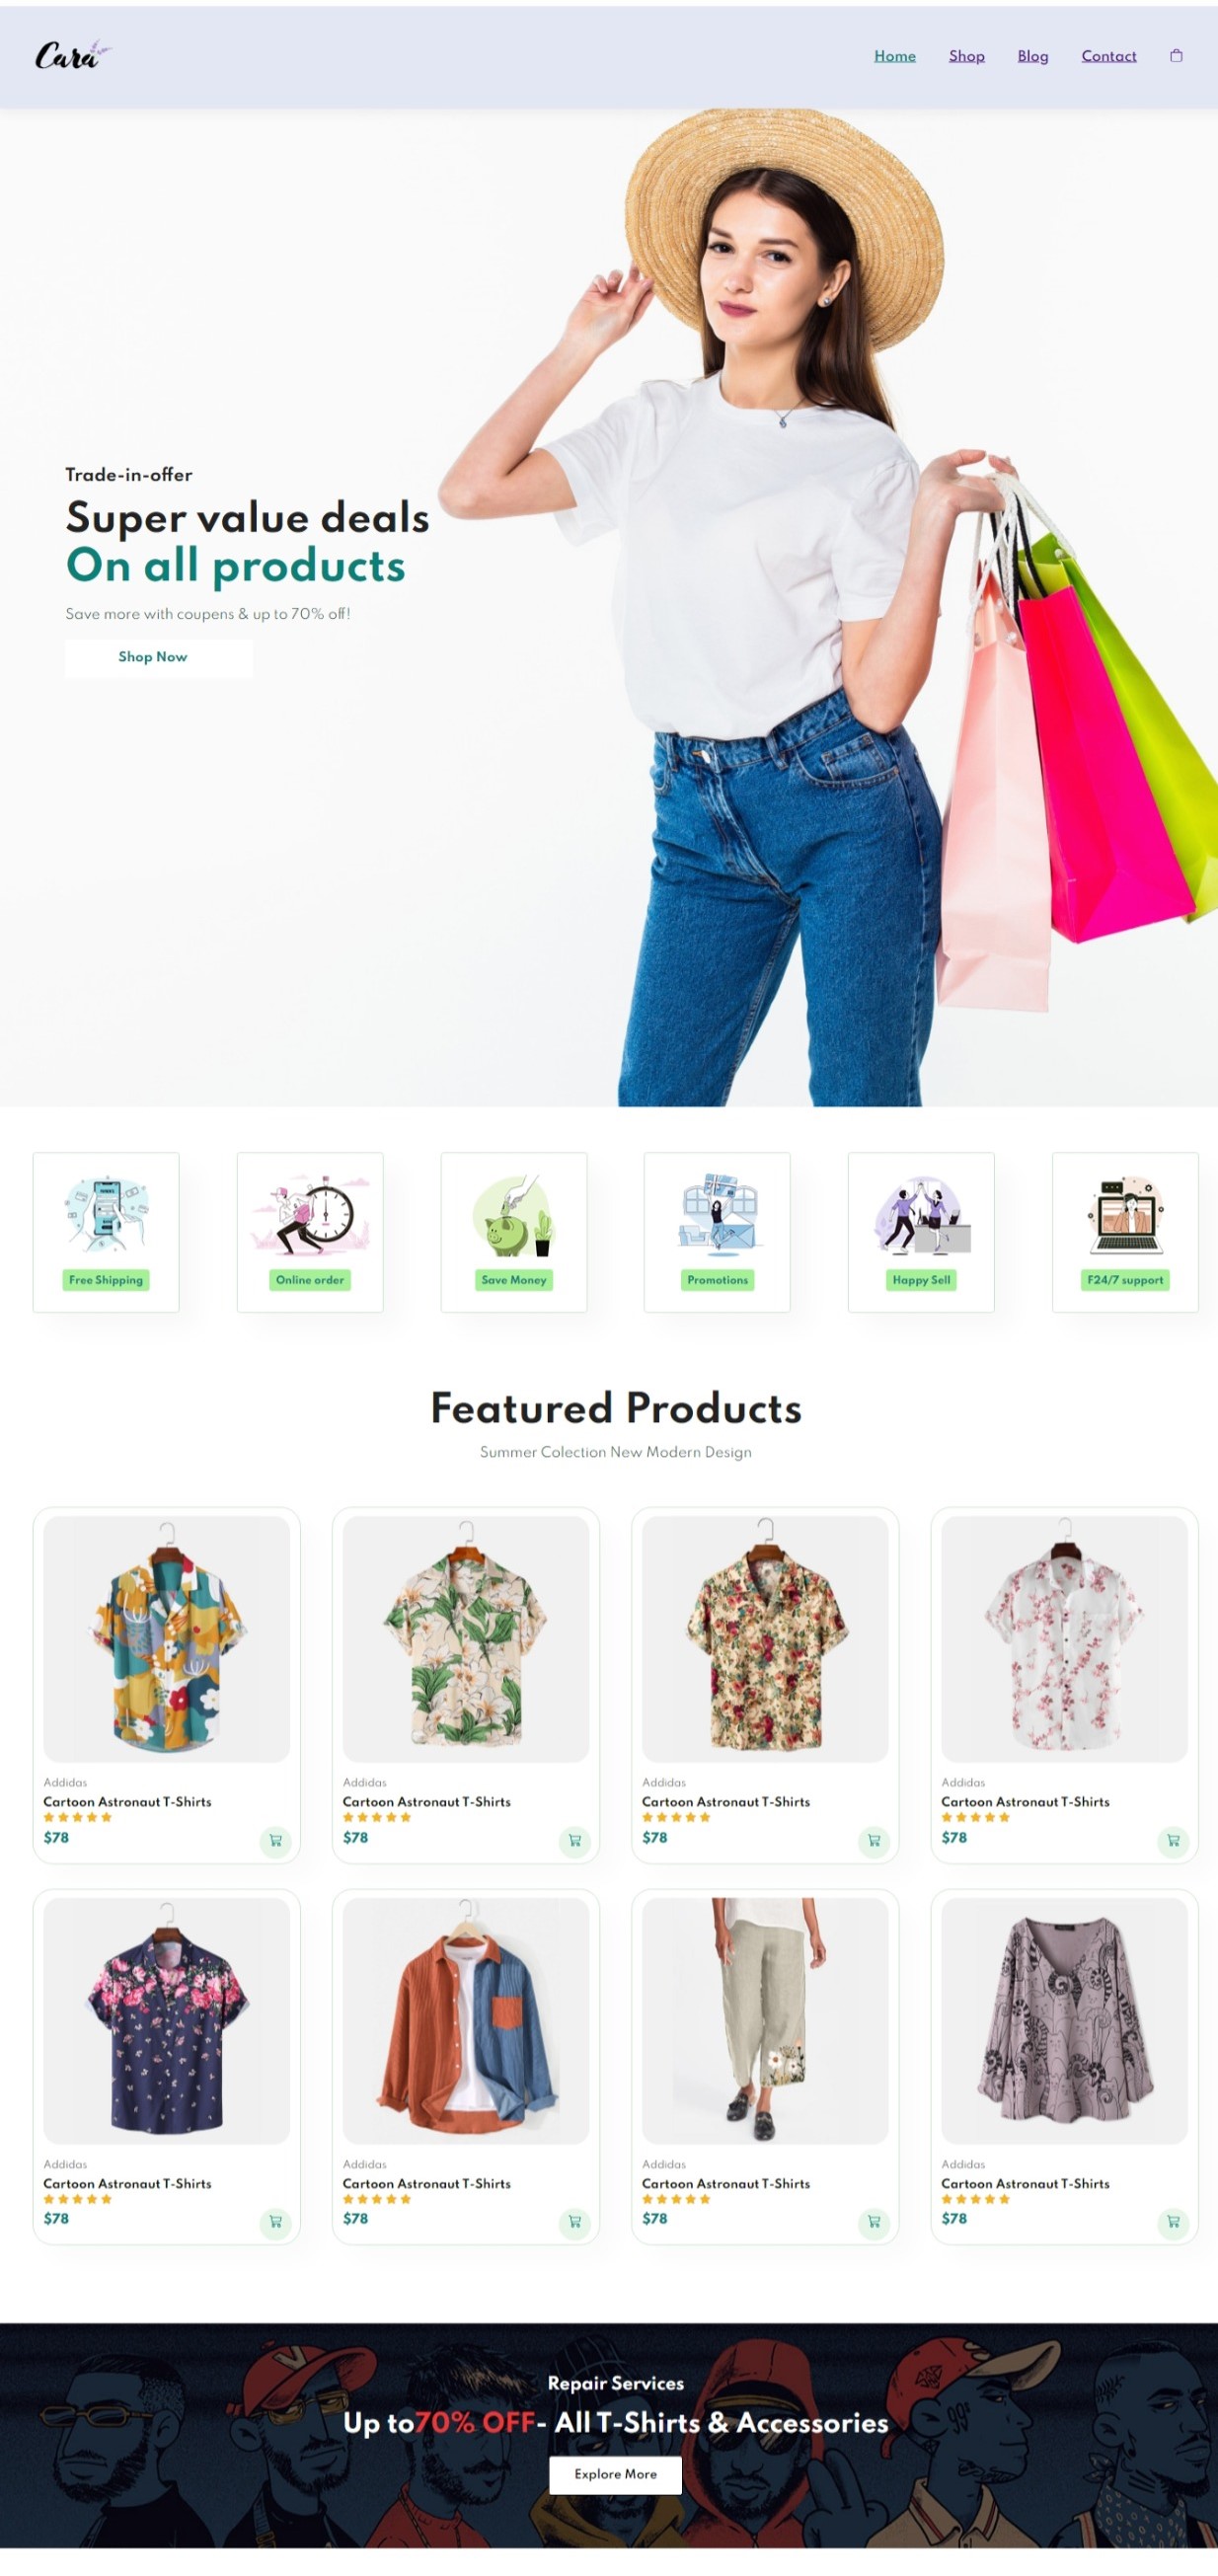 Cara
Home Shop Blog Contact
Trade-in-offer
Super value deals
On all products
Save more with coupens & up to 70% off!
Shop Now
Free Shipping
Online order
Save Money
Promotions
Happy Sell
F24/7 support
Featured Products
Summer Colection New Modern Design
Addidas
Cartoon Astronaut T-Shirts
$78
Addidas
Cartoon Astronaut T-Shirts
$78
Addidas
Cartoon Astronaut T-Shirts
$78
Addidas
Cartoon Astronaut T-Shirts
$78
Addidas
Cartoon Astronaut T-Shirts
$78
Addidas
Cartoon Astronaut T-Shirts
$78
Addidas
Cartoon Astronaut T-Shirts
$78
Addidas
Cartoon Astronaut T-Shirts
$78
Repair Services
Up to70% OFF- All T-Shirts & Accessories
Explore More